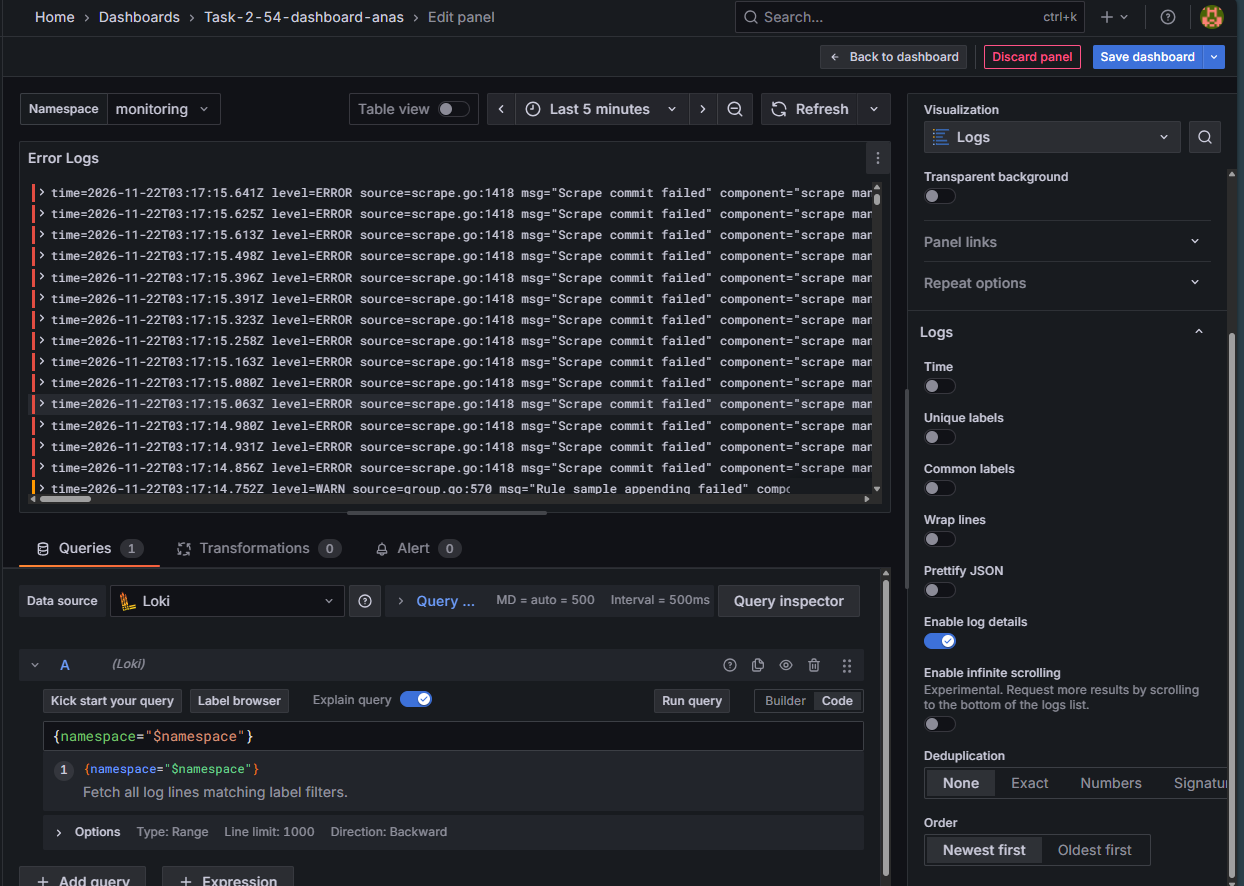 Home > Dashboards > Task-2-54-dashboard-anas > Edit panel
Search... ctrl+k
← Back to dashboard Discard panel Save dashboard
Namespace monitoring Table view Last 5 minutes Refresh
Error Logs
time=2026-11-22T03:17:15.641Z level=ERROR source=scrape.go:1418 msg="Scrape commit failed" component="scrape man
time=2026-11-22T03:17:15.625Z level=ERROR source=scrape.go:1418 msg="Scrape commit failed" component="scrape man
time=2026-11-22T03:17:15.613Z level=ERROR source=scrape.go:1418 msg="Scrape commit failed" component="scrape man
time=2026-11-22T03:17:15.498Z level=ERROR source=scrape.go:1418 msg="Scrape commit failed" component="scrape man
time=2026-11-22T03:17:15.396Z level=ERROR source=scrape.go:1418 msg="Scrape commit failed" component="scrape man
time=2026-11-22T03:17:15.391Z level=ERROR source=scrape.go:1418 msg="Scrape commit failed" component="scrape man
time=2026-11-22T03:17:15.323Z level=ERROR source=scrape.go:1418 msg="Scrape commit failed" component="scrape man
time=2026-11-22T03:17:15.258Z level=ERROR source=scrape.go:1418 msg="Scrape commit failed" component="scrape man
time=2026-11-22T03:17:15.163Z level=ERROR source=scrape.go:1418 msg="Scrape commit failed" component="scrape man
time=2026-11-22T03:17:15.080Z level=ERROR source=scrape.go:1418 msg="Scrape commit failed" component="scrape man
time=2026-11-22T03:17:15.063Z level=ERROR source=scrape.go:1418 msg="Scrape commit failed" component="scrape man
time=2026-11-22T03:17:14.980Z level=ERROR source=scrape.go:1418 msg="Scrape commit failed" component="scrape man
time=2026-11-22T03:17:14.931Z level=ERROR source=scrape.go:1418 msg="Scrape commit failed" component="scrape man
time=2026-11-22T03:17:14.856Z level=ERROR source=scrape.go:1418 msg="Scrape commit failed" component="scrape man
time=2026-11-22T03:17:14.752Z level=WARN source=group.go:570 msg="Rule sample appending failed" compo
Queries 1 Transformations 0 Alert 0
Data source Loki Query ... MD = auto = 500 Interval = 500ms Query inspector
A (Loki)
Kick start your query Label browser Explain query Run query Builder Code
{namespace="$namespace"}
1 {namespace="$namespace"}
Fetch all log lines matching label filters.
Options Type: Range Line limit: 1000 Direction: Backward
+ Add query + Expression
Visualization
Logs
Transparent background
Panel links
Repeat options
Logs
Time
Unique labels
Common labels
Wrap lines
Prettify JSON
Enable log details
Enable infinite scrolling
Experimental. Request more results by scrolling
to the bottom of the logs list.
Deduplication
None Exact Numbers Signatu
Order
Newest first Oldest first